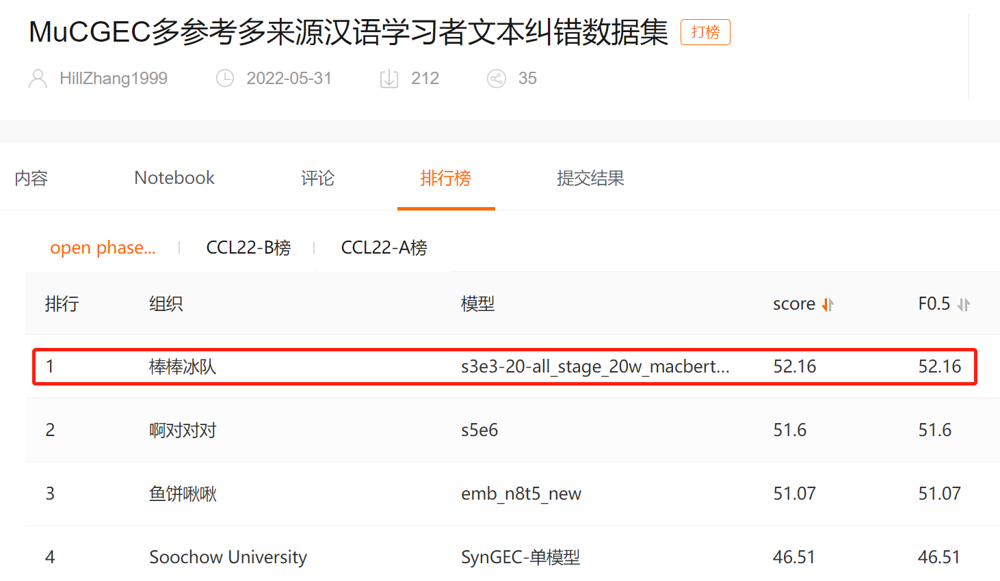 MuCGEC多参考多来源汉语学习者文本纠错数据集 打榜
HillZhang1999 2022-05-31 212 35
内容 Notebook 评论 排行榜 提交结果
open phase... CCL22-B榜 CCL22-A榜
排行 组织 模型 score F0.5
1 棒棒冰队 s3e3-20-all_stage_20w_macbert... 52.16 52.16
2 啊对对对 s5e6 51.6 51.6
3 鱼饼啾啾 emb_n8t5_new 51.07 51.07
4 Soochow University SynGEC-单模型 46.51 46.51